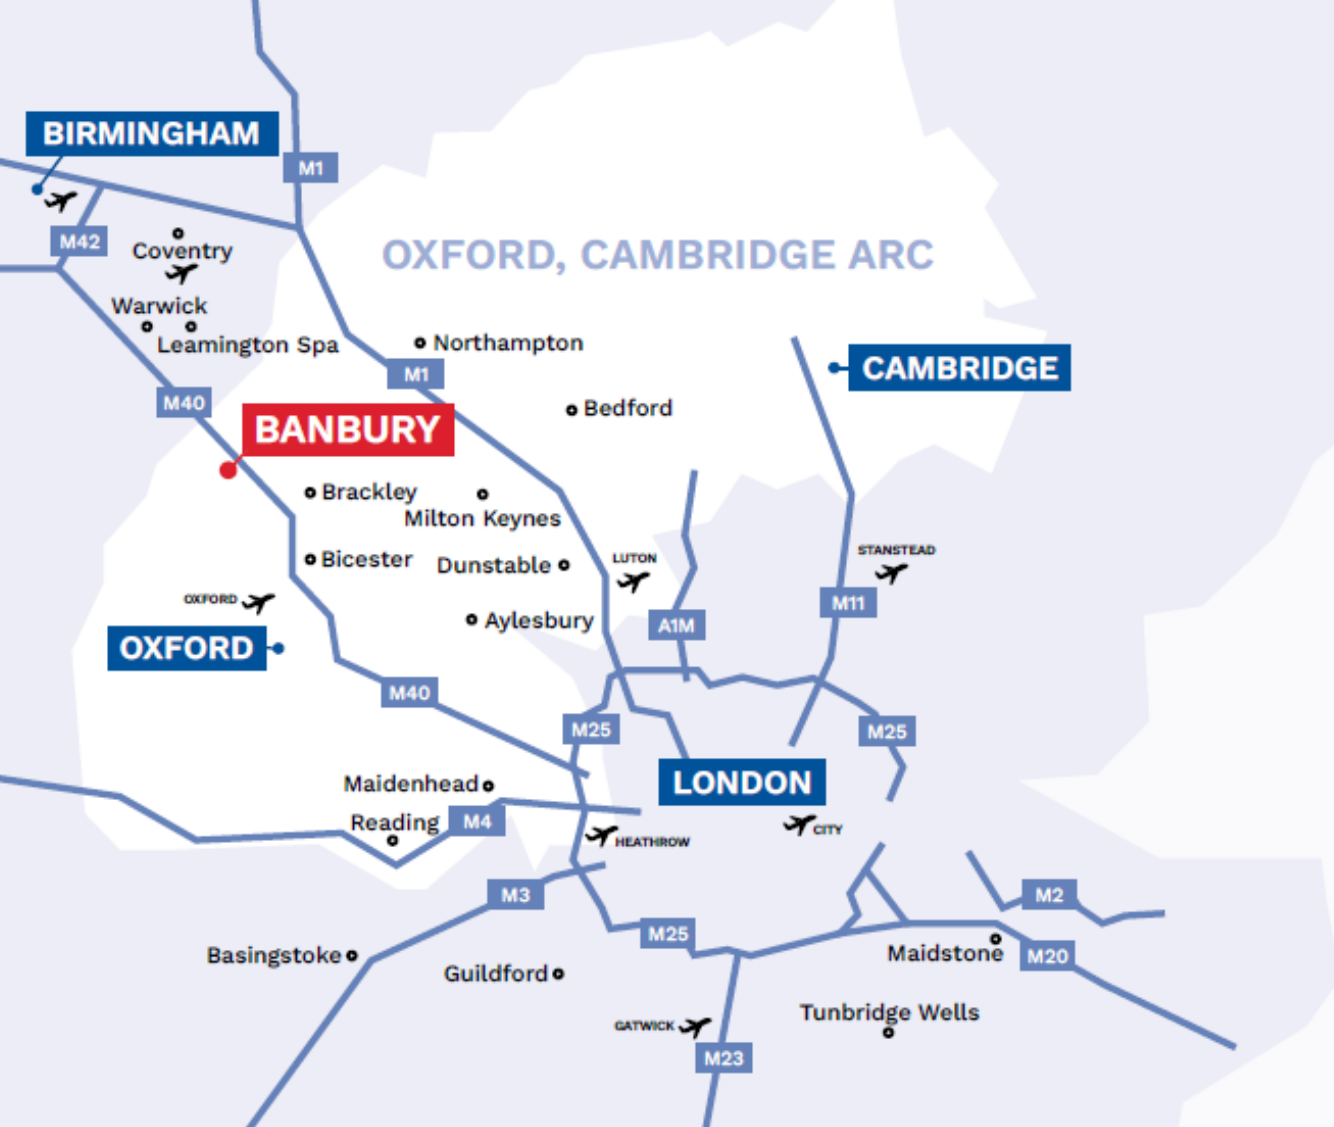 BIRMINGHAM
M1
M42
Coventry
OXFORD, CAMBRIDGE ARC
Warwick
Leamington Spa
Northampton
M1
CAMBRIDGE
M40
BANBURY
Bedford
Brackley
Milton Keynes
STANSTEAD
Bicester
Dunstable
LUTON
OXFORD
M11
Aylesbury
A1M
OXFORD
M40
M25
M25
Maidenhead
LONDON
Reading
M4
HEATHROW
CITY
M3
M2
M25
Basingstoke
Guildford
Maidstone
M20
Tunbridge Wells
GATWICK
M23